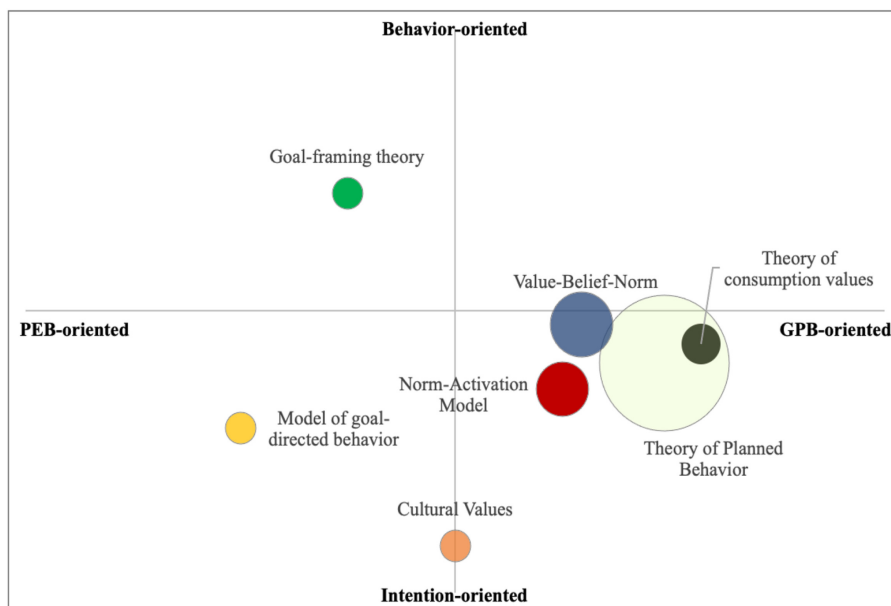 Behavior-oriented
Goal-framing theory
Theory of
consumption values
Value-Belief-Norm
PEB-oriented
GPB-oriented
Norm-Activation
Model
Model of goal-
directed behavior
Theory of Planned
Behavior
Cultural Values
Intention-oriented